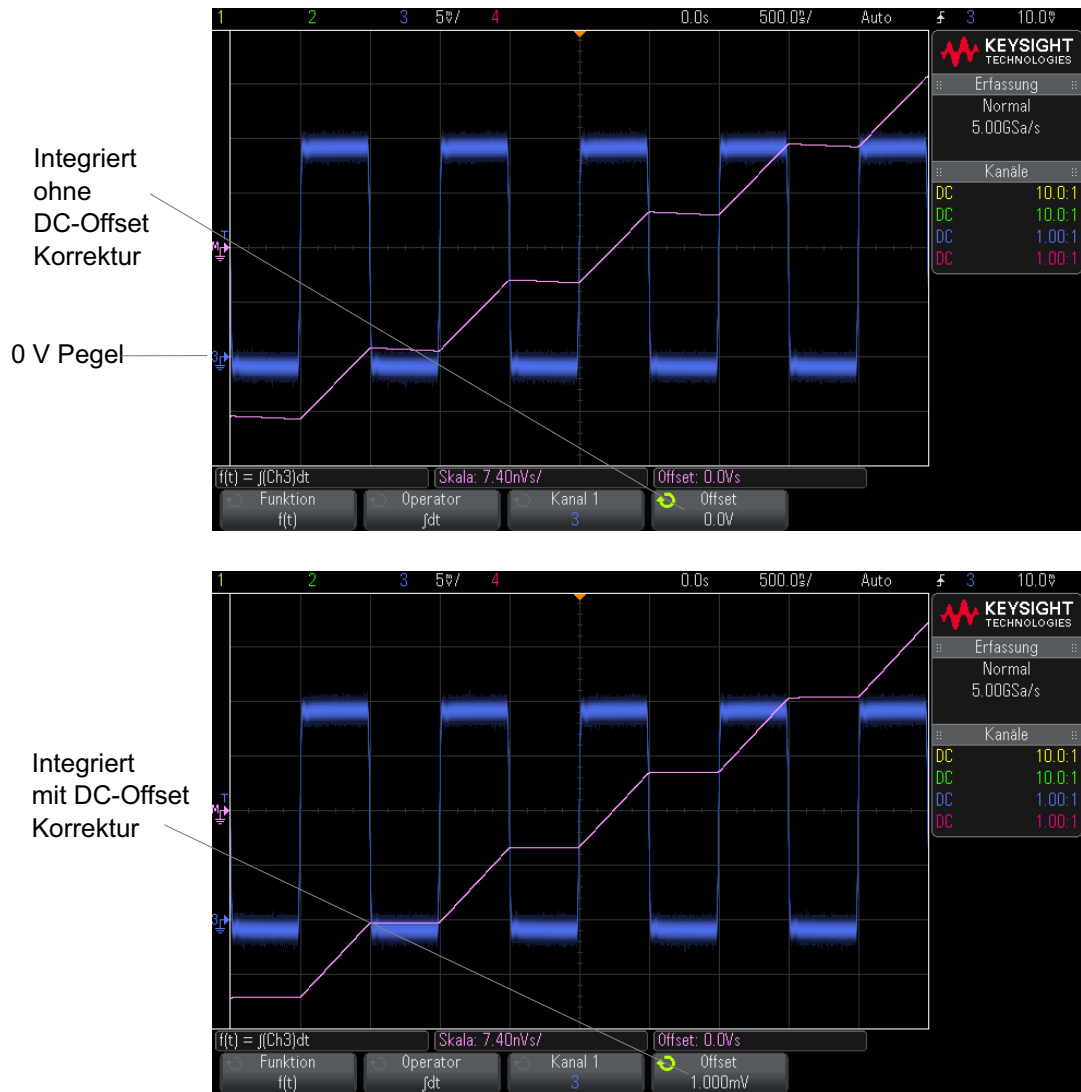 1 2 3 5mV/ 4 0.0s 500.0ns/ Auto 3 10.0mV
KEYSIGHT
TECHNOLOGIES
Erfassung
Normal
5.00GSa/s
Kanäle
DC 10.0:1
DC 10.0:1
DC 1.00:1
DC 1.00:1
Integriert
ohne
DC-Offset
Korrektur
T
M
0 V Pegel
3
f(t) = ∫(Ch3)dt Skala: 7.40nVs/ Offset: 0.0Vs
Funktion Operator Kanal 1 Offset
f(t) ∫dt 3 0.0V
1 2 3 5mV/ 4 0.0s 500.0ns/ Auto 3 10.0mV
KEYSIGHT
TECHNOLOGIES
Erfassung
Normal
5.00GSa/s
Kanäle
DC 10.0:1
DC 10.0:1
DC 1.00:1
DC 1.00:1
Integriert
mit DC-Offset
Korrektur
T
M
3
f(t) = ∫(Ch3)dt Skala: 7.40nVs/ Offset: 0.0Vs
Funktion Operator Kanal 1 Offset
f(t) ∫dt 3 1.000mV